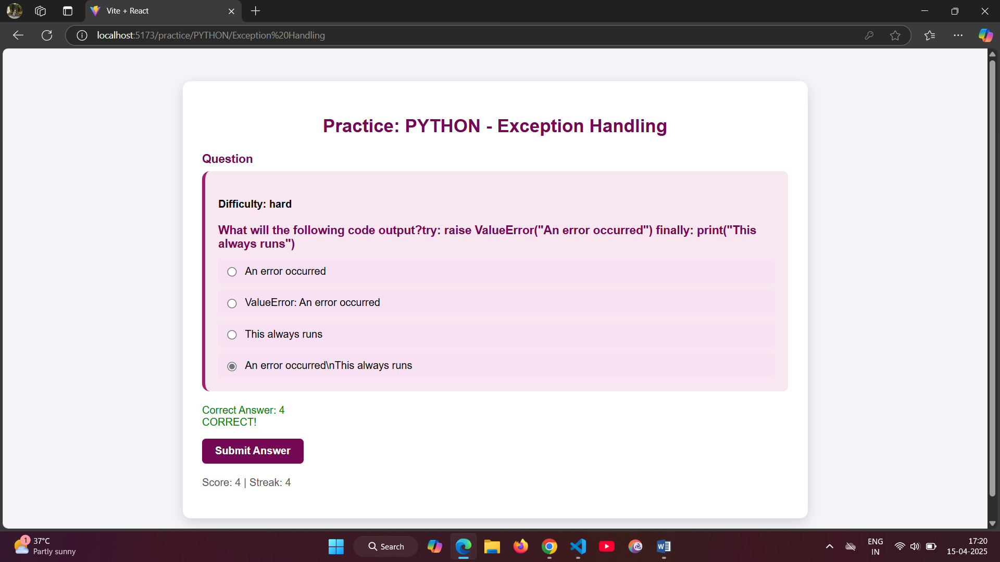 Vite + React
localhost:5173/practice/PYTHON/Exception%20Handling
Practice: PYTHON - Exception Handling
Question
Difficulty: hard
What will the following code output?try: raise ValueError("An error occurred") finally: print("This
always runs")
An error occurred
ValueError: An error occurred
This always runs
An error occurred\nThis always runs
Correct Answer: 4
CORRECT!
Submit Answer
Score: 4 | Streak: 4
1
37°C
Partly sunny
Search
W
ENG
IN
17:20
15-04-2025